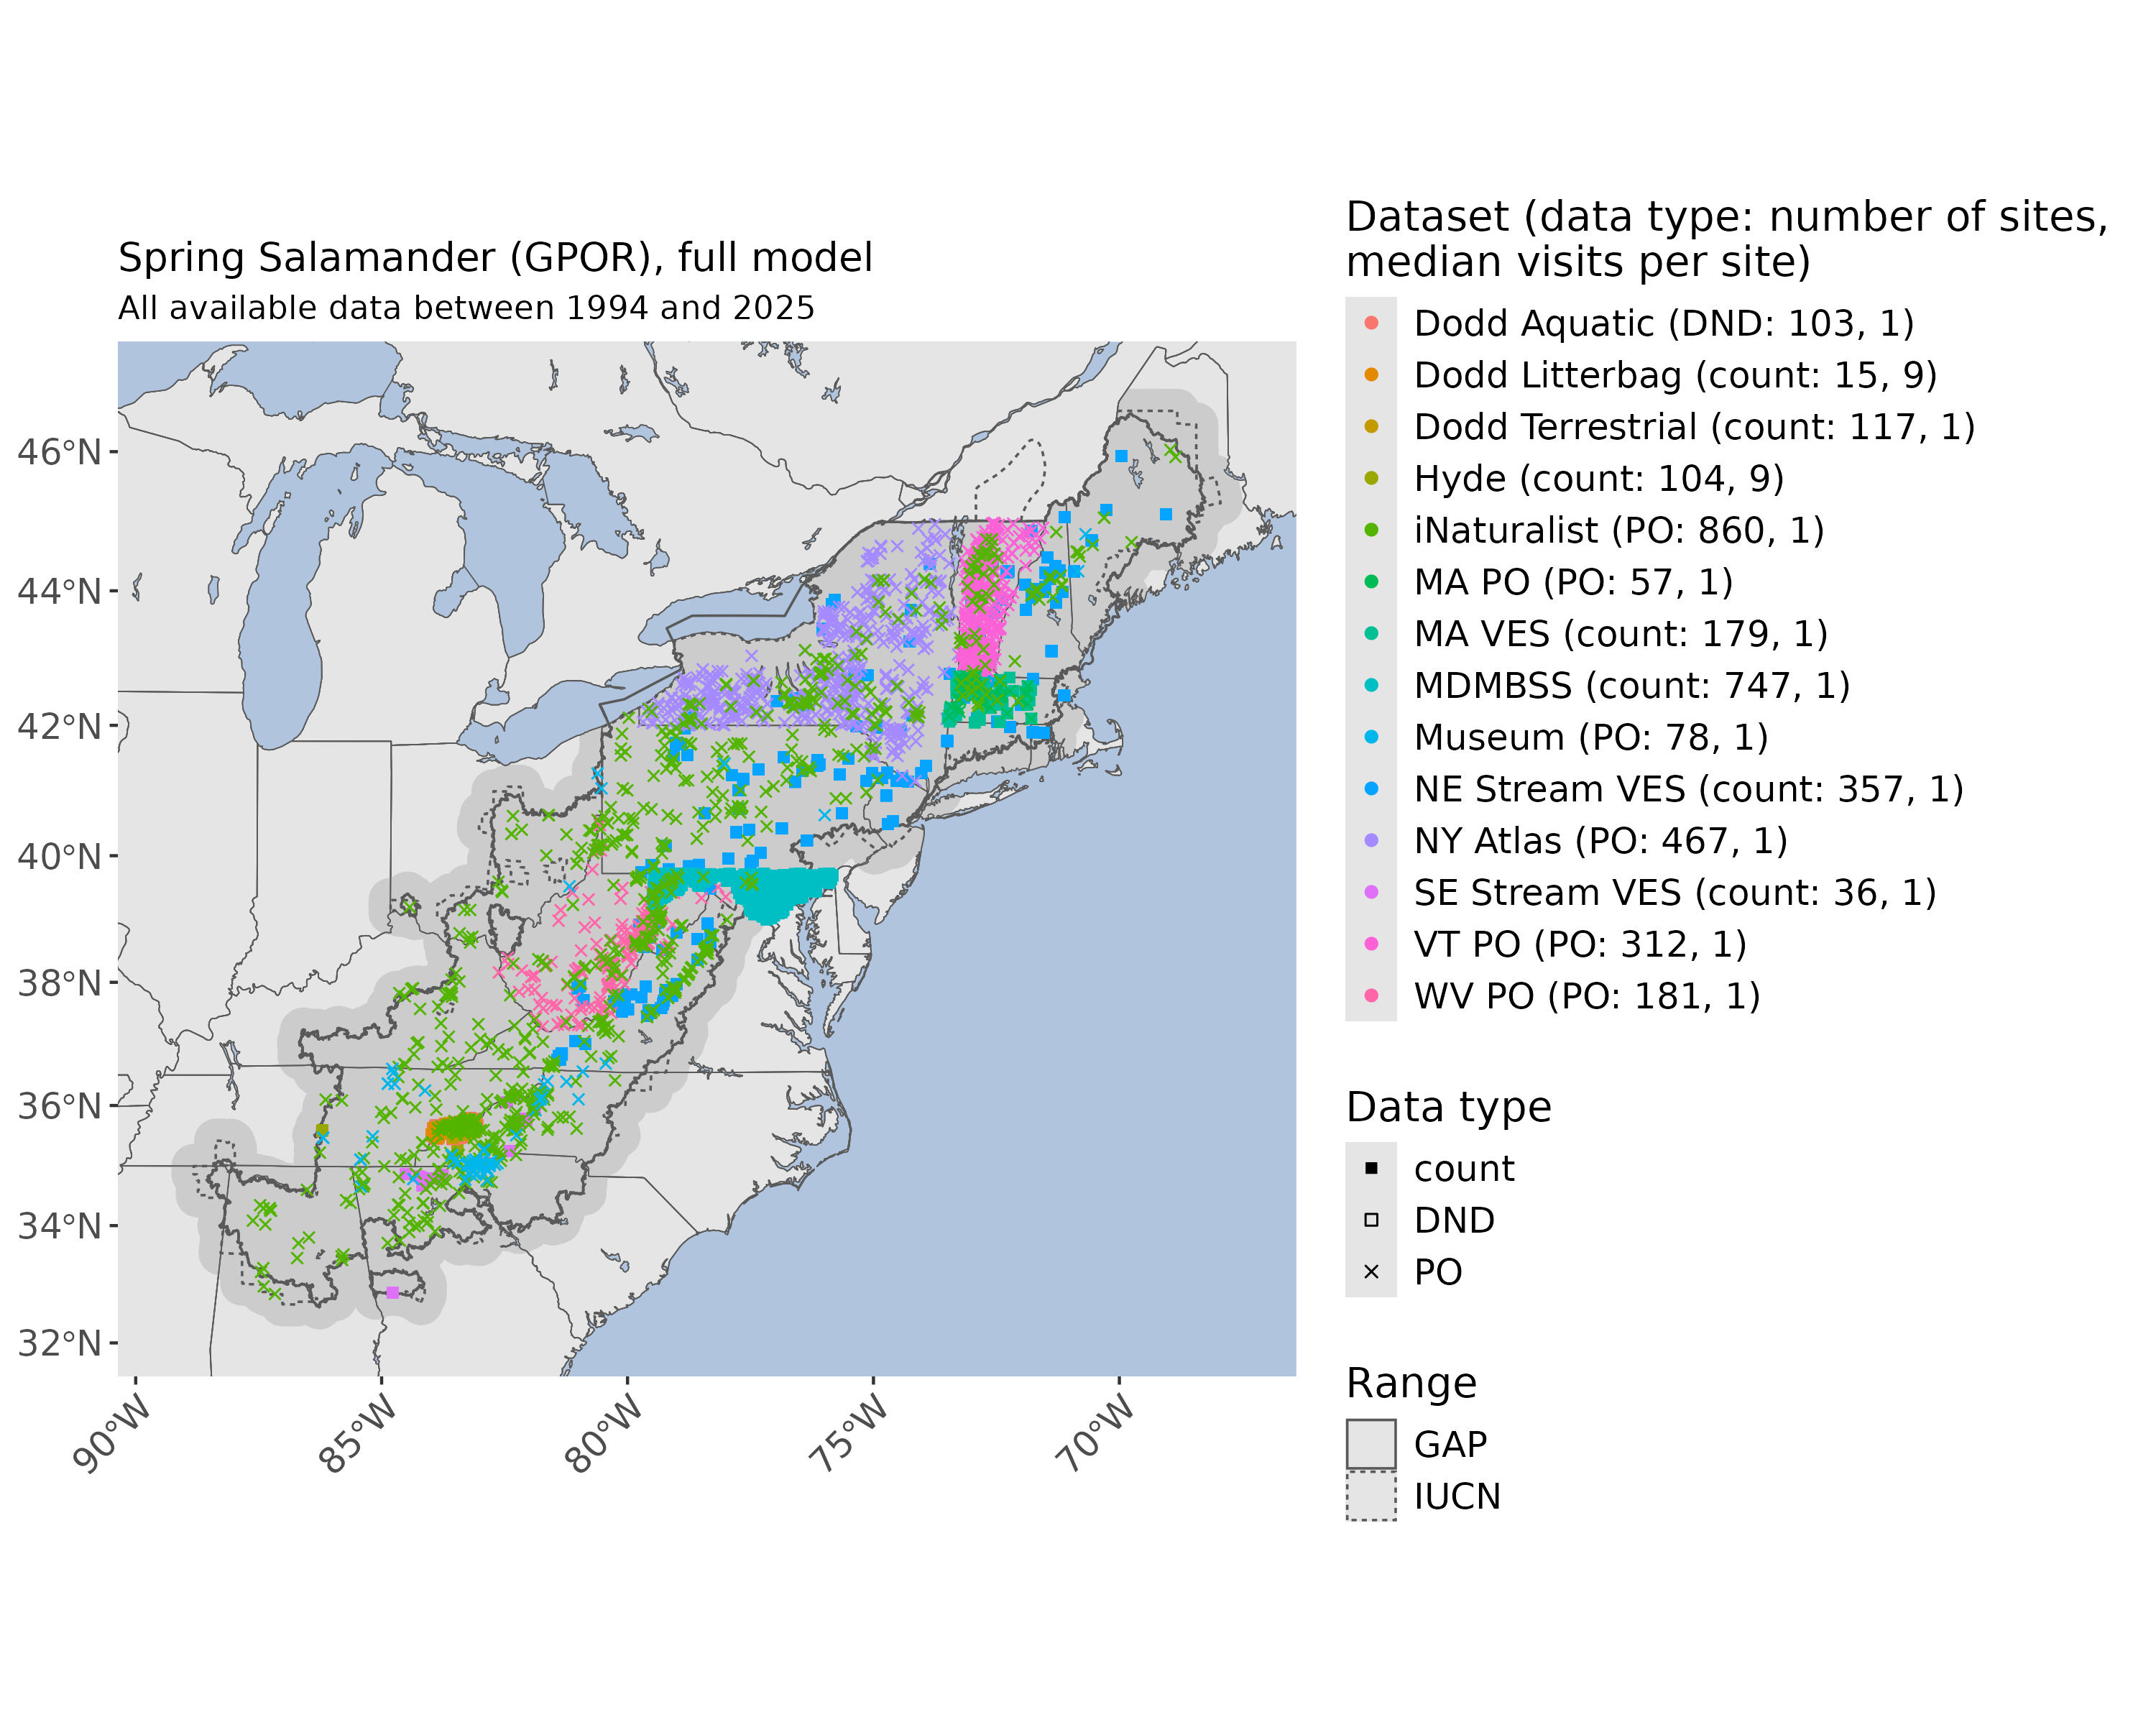 Spring Salamander (GPOR), full model
All available data between 1994 and 2025
46°N
44°N
42°N
40°N
38°N
36°N
34°N
32°N
90°W
85°W
80°W
75°W
70°W
Dataset (data type: number of sites,
median visits per site)
Dodd Aquatic (DND: 103, 1)
Dodd Litterbag (count: 15, 9)
Dodd Terrestrial (count: 117, 1)
Hyde (count: 104, 9)
iNaturalist (PO: 860, 1)
MA PO (PO: 57, 1)
MA VES (count: 179, 1)
MDMBSS (count: 747, 1)
Museum (PO: 78, 1)
NE Stream VES (count: 357, 1)
NY Atlas (PO: 467, 1)
SE Stream VES (count: 36, 1)
VT PO (PO: 312, 1)
WV PO (PO: 181, 1)
Data type
count
DND
PO
Range
GAP
IUCN